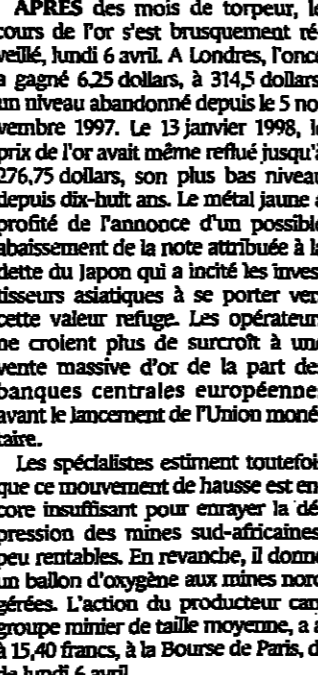 APRÈS des mois de torpeur, le
cours de l'or s'est brusquement ré-
veillé, lundi 6 avril. A Londres, l'once
a gagné 6,25 dollars, à 314,5 dollars
un niveau abandonné depuis le 5 no-
vembre 1997. Le 13 janvier 1998, l
prix de l'or avait même reflué jusqu'à
276,75 dollars, son plus bas niveau
depuis dix-huit ans. Le métal jaune a
profité de l'annonce d'un possible
abaissement de la note attribuée à la
dette du Japon qui a incité les inves
tisseurs asiatiques à se porter ver
cette valeur refuge. Les opérateur
ne croient plus de surcroît à un
vente massive d'or de la part de
banques centrales européenne
avant le lancement de l'Union moné
taire.
Les spécialistes estiment toutefoi
que ce mouvement de hausse est en
core insuffisant pour enrayer la dé
pression des mines sud-africaines
peu rentables. En revanche, il donne
un ballon d'oxygène aux mines nord
gérées. L'action du producteur can
groupe minier de taille moyenne, a a
à 15,40 francs, à la Bourse de Paris, d
de lundi 6 avril.